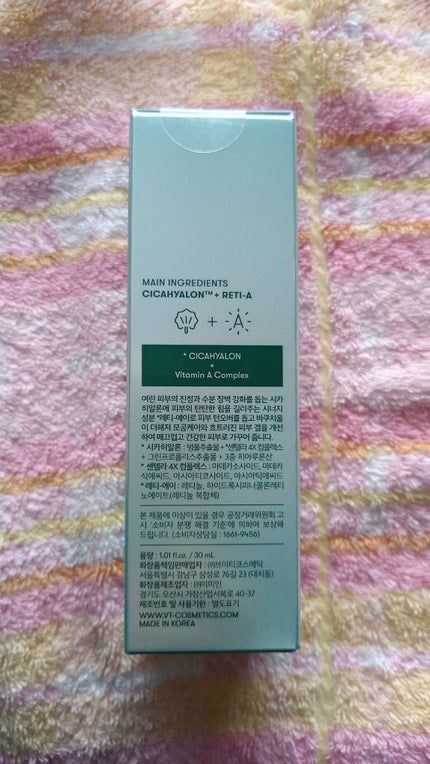 MAIN INGREDIENTS
CICAHYALON™ + RETI-A
+ A
* CICAHYALON
+
Vitamin A Complex
여린 피부의 진정과 수분 장벽 강화를 돕는 시카
히알론에 피부의 탄탄한 힘을 길러주는 시너지
성분 *레티-에이로 피부 턴오버를 돕고 바쿠치올
이 더해져 모공케어와 흐트러진 피부 결을 개선
하여 매끄럽고 건강한 피부로 가꾸어 줍니다.
* 시카히알론 : 병풀추출물 + *센텔라 4X 컴플렉스
+ 그린프로폴리스추출물 + 3중 히아루론산
* 센텔라 4X 컴플렉스 : 마데카소사이드, 마데카
식애씨드, 아시아티코사이드, 아시아틱애씨드
* 레티-에이 : 레티놀, 하이드록시피나콜론레티
노에이트(레티놀 복합체)
본 제품에 이상이 있을 경우 공정거래위원회 고
시 '소비자 분쟁 해결 기준'에 의하여 보상해
드립니다. (소비자상담실 : 1661-9456)
용량 : 1.01 fl.oz. / 30 mL
화장품책임판매업자 : ㈜브이티코스메틱
서울특별시 강남구 삼성로 76길 23 (대치동)
화장품제조업자 : ㈜이미인
경기도 오산시 가장산업서북로 40-37
제조번호 및 사용기한 : 별도표기
WWW.VT-COSMETICS.COM
MADE IN KOREA